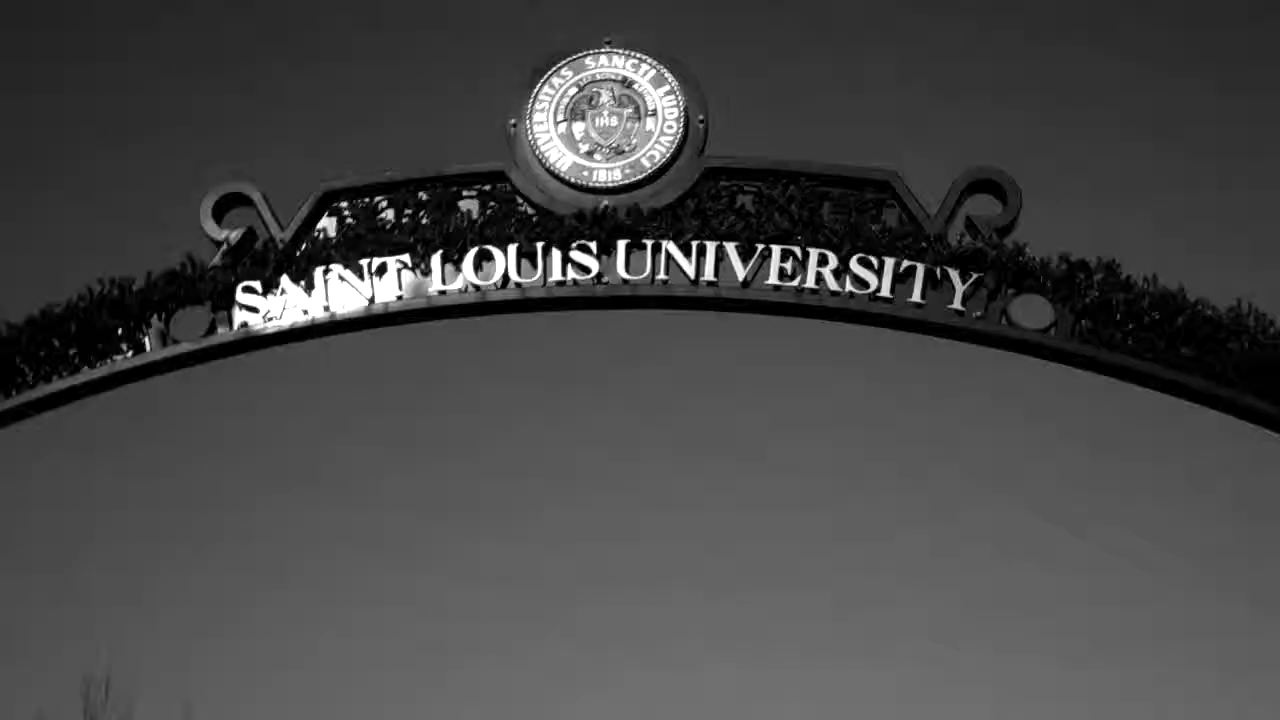 UNIVERSITAS SANCTI LUDOVICI
IHS
· 1818 ·
SAINT LOUIS UNIVERSITY